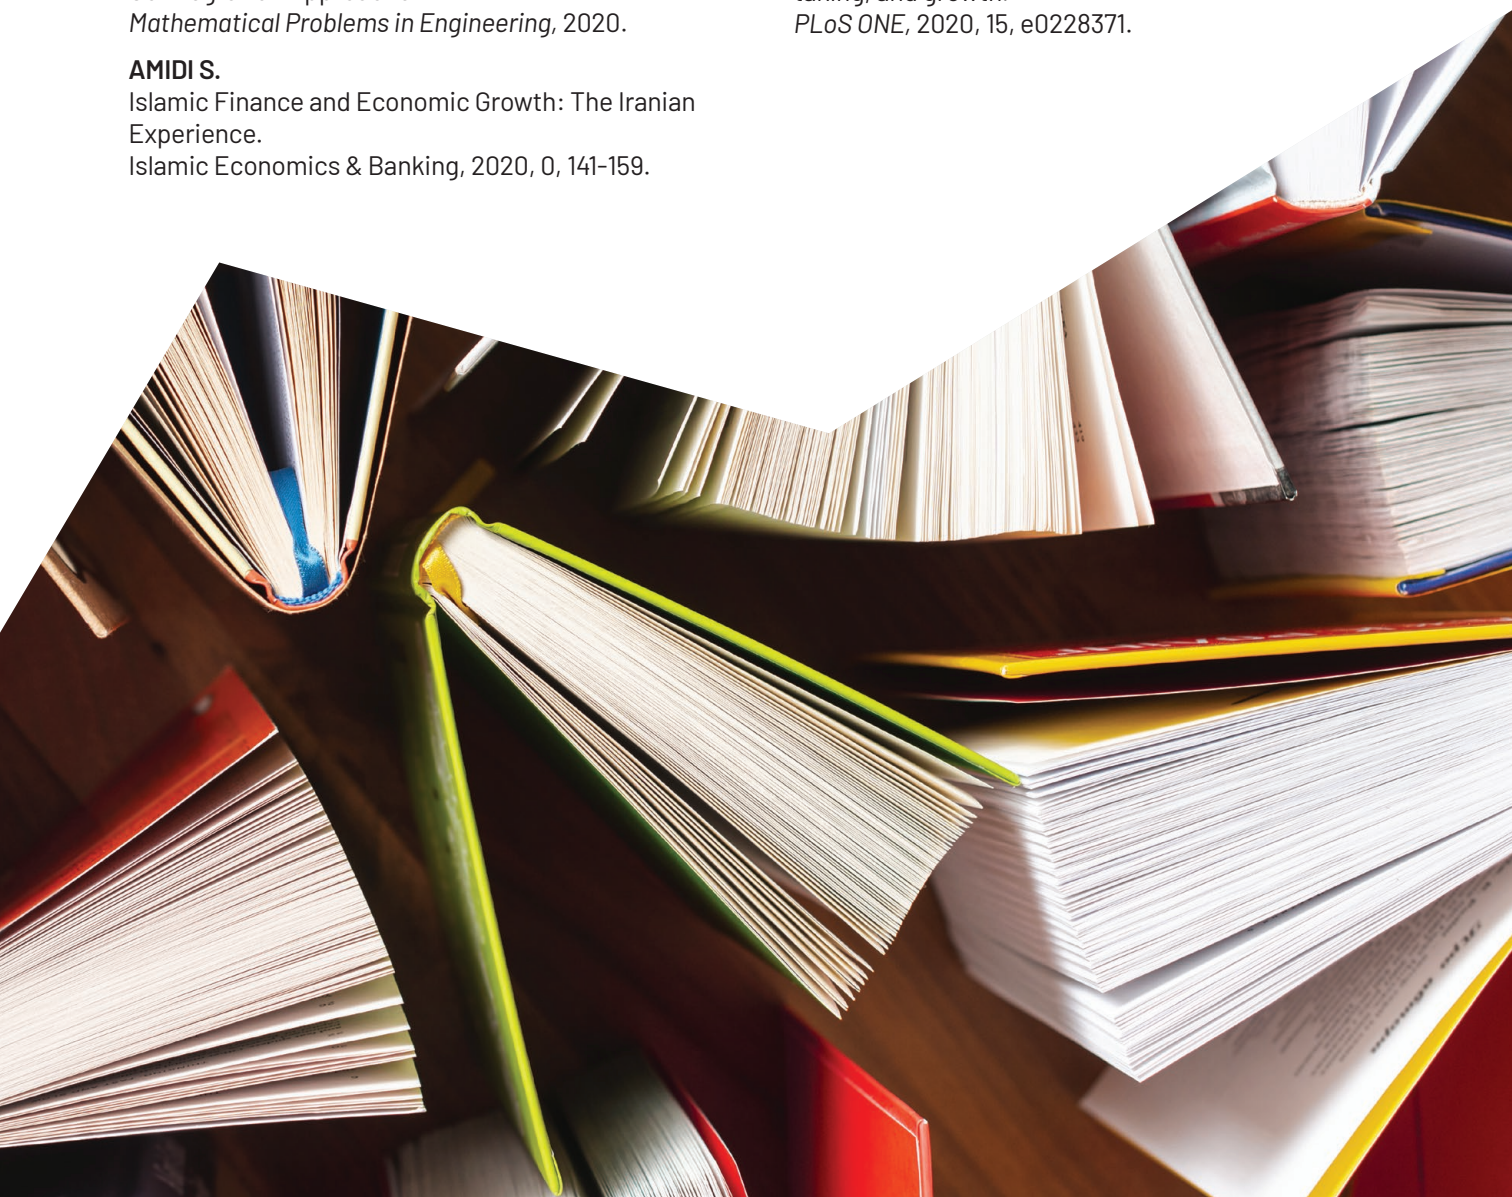 Mathematical Problems in Engineering, 2020.
AMIDI S.
Islamic Finance and Economic Growth: The Iranian
Experience.
Islamic Economics & Banking, 2020, 0, 141-159.
PLoS ONE, 2020, 15, e0228371.